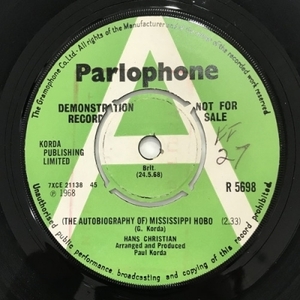 The Gramophone Co. Ltd. · All rights of the Manufacturer and of the Owner of the recorded work reserved
Parlophone
DEMONSTRATION
RECORD
NOT FOR
SALE
KORDA
PUBLISHING
LIMITED
Brit
(24.5.68)
27
7XCE 21138 45
℗ 1968
R 5698
(THE AUTOBIOGRAPHY OF) MISSISSIPPI HOBO (2.33)
(G. Korda)
HANS CHRISTIAN
Arranged and Produced
Paul Korda
Unauthorised public performance, broadcasting and copying of this record prohibited